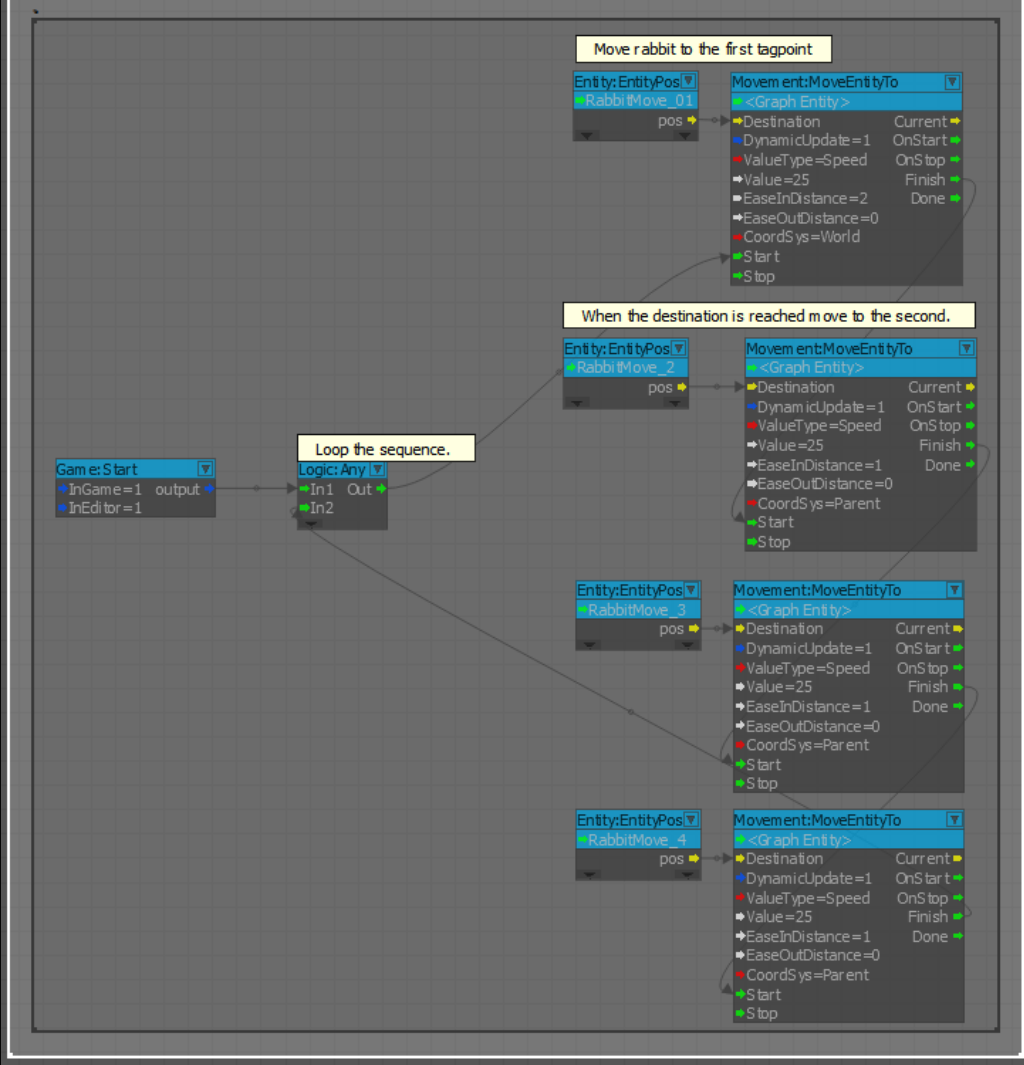 Move rabbit to the first tagpoint
Entity:EntityPos
RabbitMove_01
pos
Movement:MoveEntityTo
<Graph Entity>
Destination Current
DynamicUpdate=1 OnStart
ValueType=Speed OnStop
Value=25 Finish
EaseInDistance=2 Done
EaseOutDistance=0
CoordSys=World
Start
Stop
When the destination is reached move to the second.
Entity:EntityPos
RabbitMove_2
pos
Movement:MoveEntityTo
<Graph Entity>
Destination Current
DynamicUpdate=1 OnStart
ValueType=Speed OnStop
Value=25 Finish
EaseInDistance=1 Done
EaseOutDistance=0
CoordSys=Parent
Start
Stop
Loop the sequence.
Game:Start
InGame=1 output
InEditor=1
Logic:Any
In1 Out
In2
Entity:EntityPos
RabbitMove_3
pos
Movement:MoveEntityTo
<Graph Entity>
Destination Current
DynamicUpdate=1 OnStart
ValueType=Speed OnStop
Value=25 Finish
EaseInDistance=1 Done
EaseOutDistance=0
CoordSys=Parent
Start
Stop
Entity:EntityPos
RabbitMove_4
pos
Movement:MoveEntityTo
<Graph Entity>
Destination Current
DynamicUpdate=1 OnStart
ValueType=Speed OnStop
Value=25 Finish
EaseInDistance=1 Done
EaseOutDistance=0
CoordSys=Parent
Start
Stop